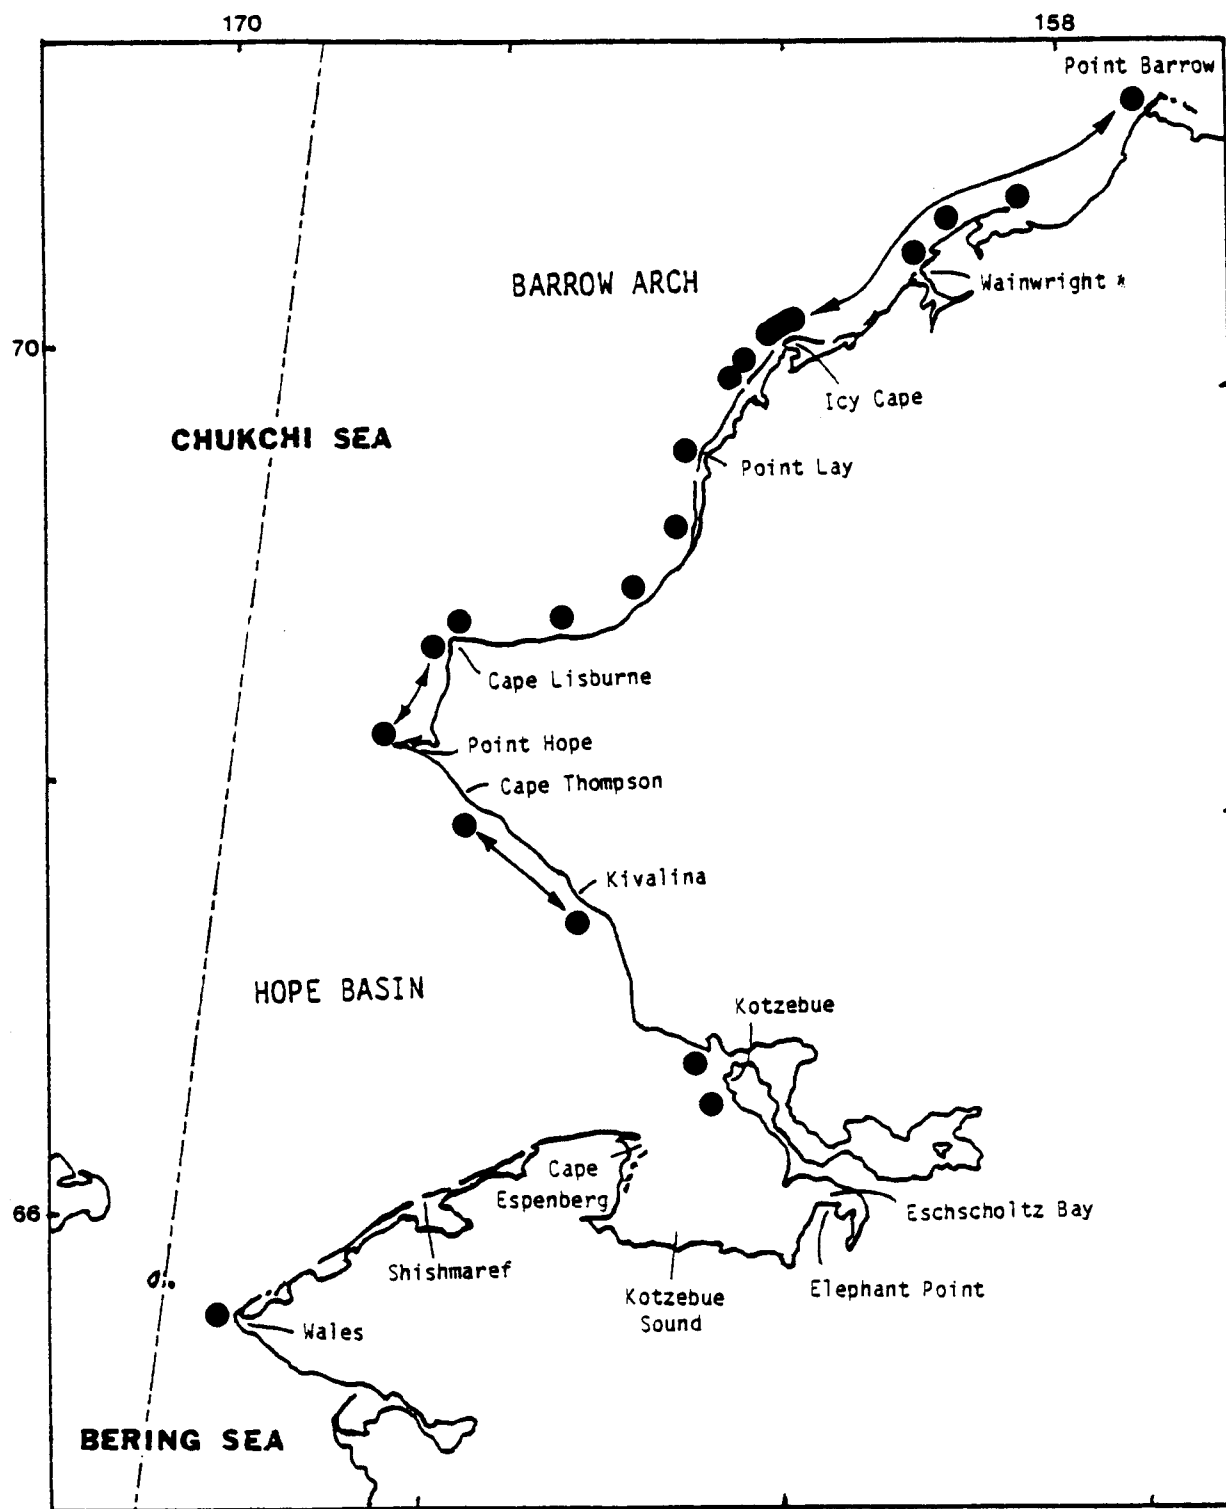 170
158
Point Barrow
BARROW ARCH
Wainwright *
70
Icy Cape
CHUKCHI SEA
Point Lay
Cape Lisburne
Point Hope
Cape Thompson
Kivalina
HOPE BASIN
Kotzebue
Cape
Espenberg
66
Eschscholtz Bay
Shishmaref
Elephant Point
Kotzebue
Sound
Wales
BERING SEA